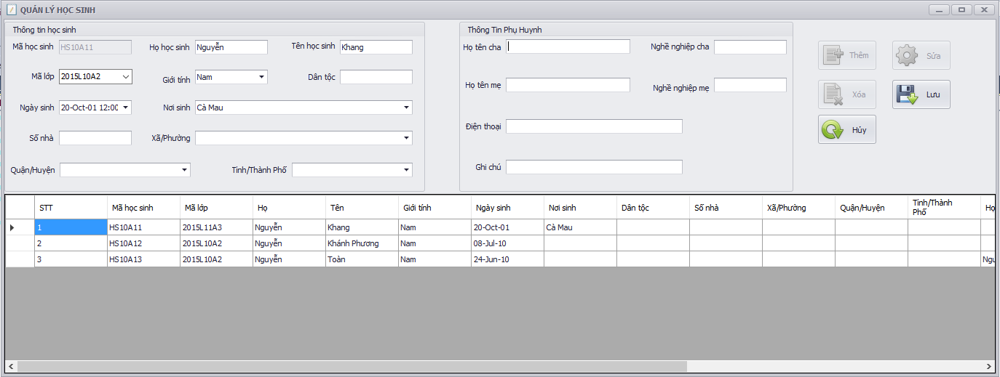 QUẢN LÝ HỌC SINH
Thông tin học sinh
Mã học sinh HS10A11 Họ học sinh Nguyễn Tên học sinh Khang
Mã lớp 2015L10A2 Giới tính Nam Dân tộc
Ngày sinh 20-Oct-01 12:00 Nơi sinh Cà Mau
Số nhà Xã/Phường
Quận/Huyện Tỉnh/Thành Phố
Thông Tin Phụ Huynh
Họ tên cha Nghề nghiệp cha
Họ tên mẹ Nghề nghiệp mẹ
Điện thoại
Ghi chú
Thêm Sửa
Xóa Lưu
Hủy
STT Mã học sinh Mã lớp Họ Tên Giới tính Ngày sinh Nơi sinh Dân tộc Số nhà Xã/Phường Quận/Huyện Tỉnh/Thành Phố Họ
1 HS10A11 2015L11A3 Nguyễn Khang Nam 20-Oct-01 Cà Mau
2 HS10A12 2015L10A2 Nguyễn Khánh Phương Nam 08-Jul-10
3 HS10A13 2015L10A2 Nguyễn Toàn Nam 24-Jun-10 Ngu